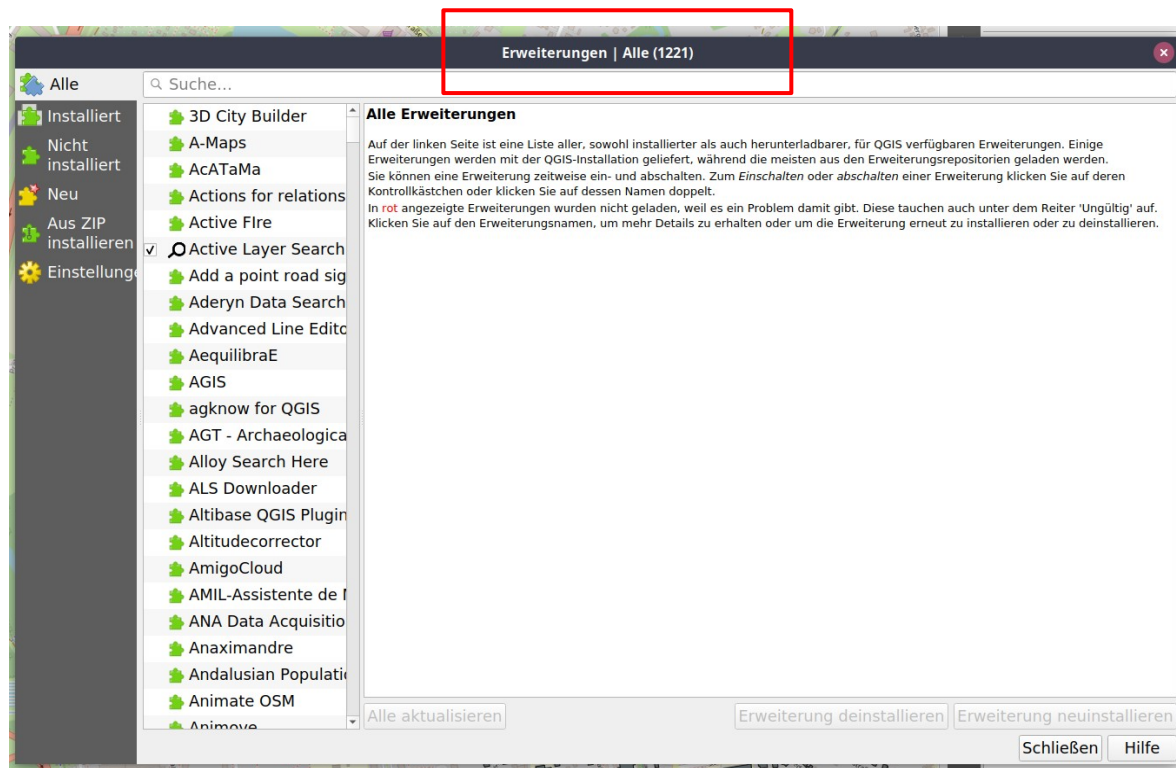 Erweiterungen | Alle (1221)
Alle
Suche...
Installiert
Nicht
installiert
Neu
Aus ZIP
installieren
Einstellunge
3D City Builder
A-Maps
AcATaMa
Actions for relations
Active FIre
Active Layer Search
Add a point road sig
Aderyn Data Search
Advanced Line Edito
AequilibraE
AGIS
agknow for QGIS
AGT - Archaeologica
Alloy Search Here
ALS Downloader
Altibase QGIS Plugin
Altitudecorrector
AmigoCloud
AMIL-Assistente de
ANA Data Acquisitio
Anaximandre
Andalusian Populatio
Animate OSM
Animove
Alle Erweiterungen
Auf der linken Seite ist eine Liste aller, sowohl installierter als auch herunterladbarer, für QGIS verfügbaren Erweiterungen. Einige
Erweiterungen werden mit der QGIS-Installation geliefert, während die meisten aus den Erweiterungsrepositorien geladen werden.
Sie können eine Erweiterung zeitweise ein- und abschalten. Zum Einschalten oder abschalten einer Erweiterung klicken Sie auf deren
Kontrollkästchen oder klicken Sie auf dessen Namen doppelt.
In rot angezeigte Erweiterungen wurden nicht geladen, weil es ein Problem damit gibt. Diese tauchen auch unter dem Reiter 'Ungültig' auf.
Klicken Sie auf den Erweiterungsnamen, um mehr Details zu erhalten oder um die Erweiterung erneut zu installieren oder zu deinstallieren.
Alle aktualisieren
Erweiterung deinstallieren
Erweiterung neuinstallieren
Schließen
Hilfe